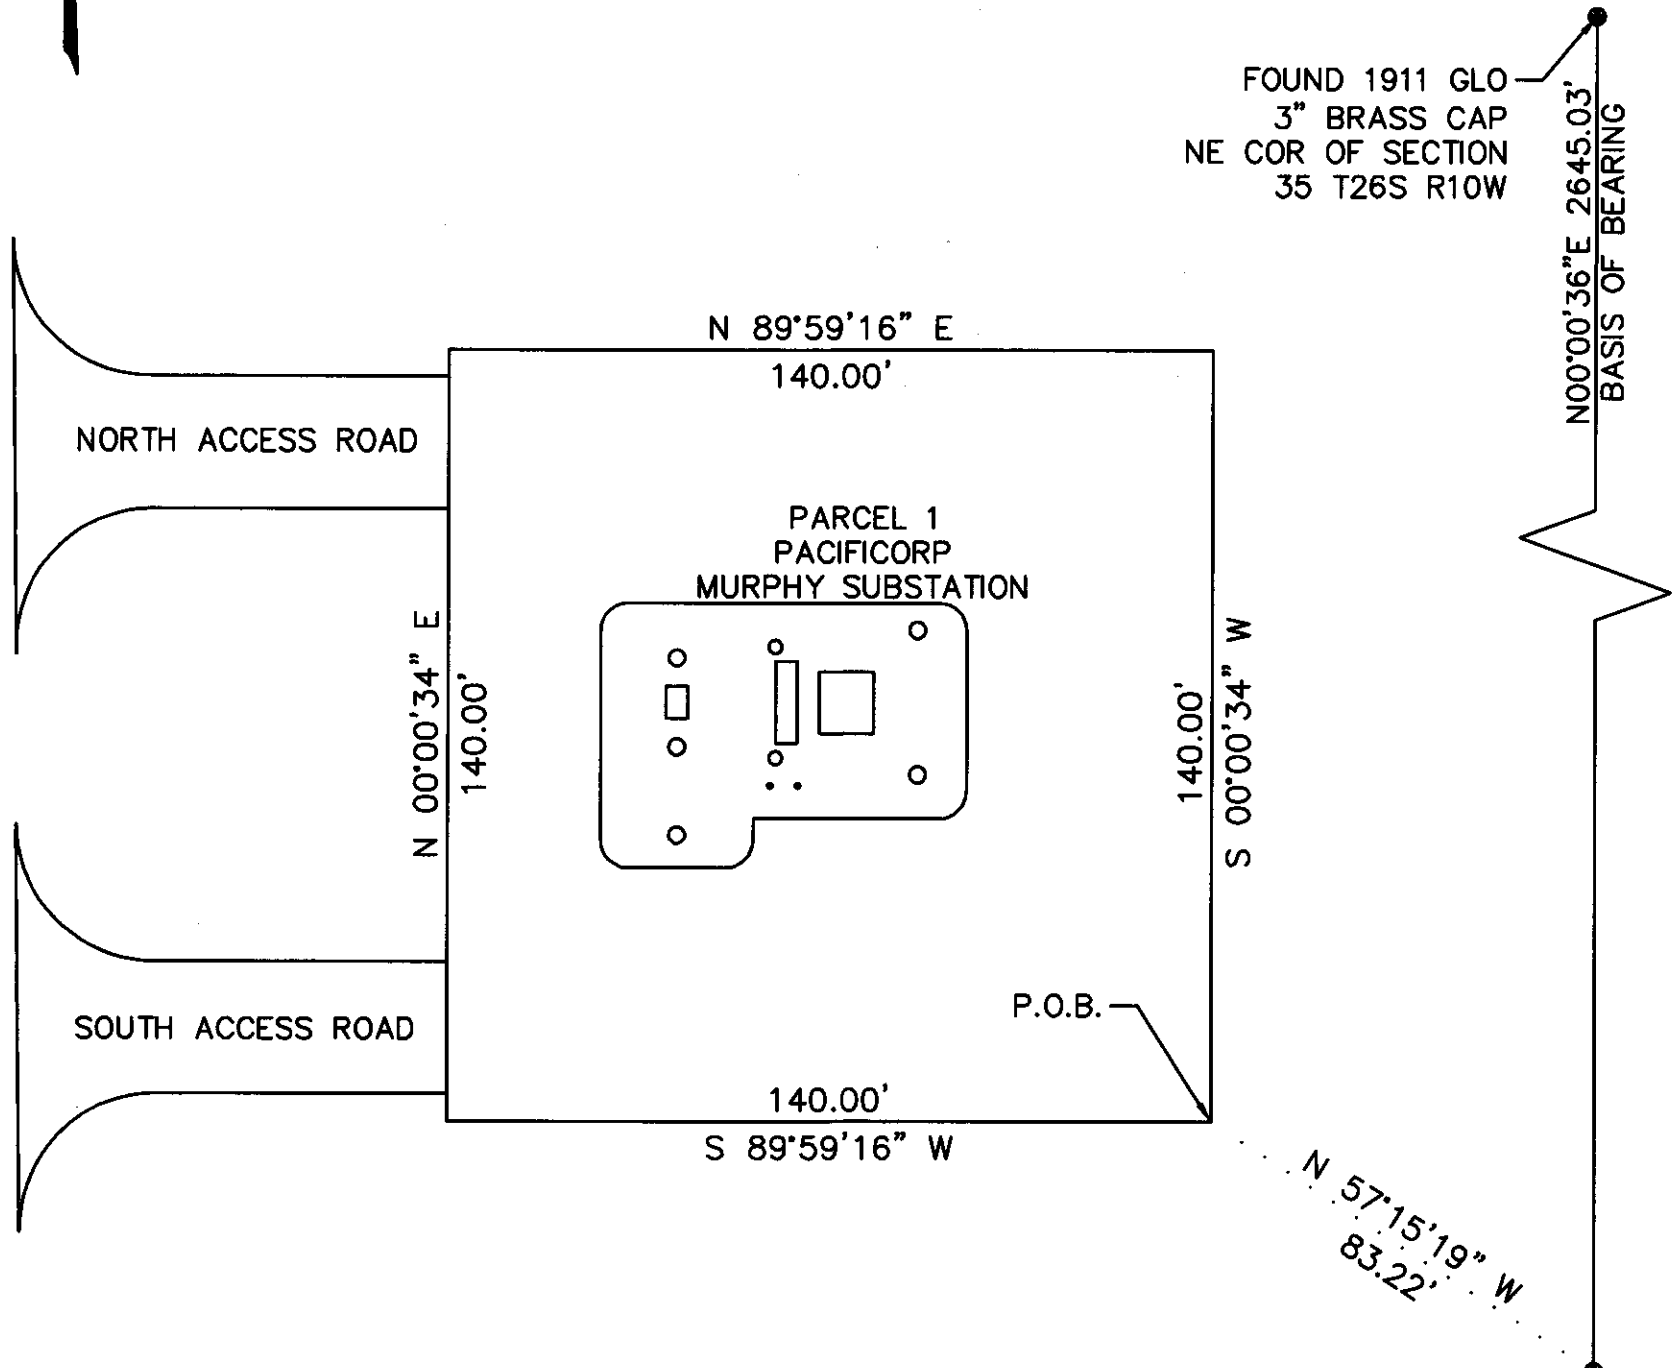 FOUND 1911 GLO
3" BRASS CAP
NE COR OF SECTION
35 T26S R10W
N00°00'36"E 2645.03'
BASIS OF BEARING
N 89°59'16" E
140.00'
NORTH ACCESS ROAD
PARCEL 1
PACIFICORP
MURPHY SUBSTATION
N 00°00'34" E
140.00'
140.00'
S 00°00'34" W
SOUTH ACCESS ROAD
P.O.B.
140.00'
S 89°59'16" W
N 57°15'19" W
83.22'